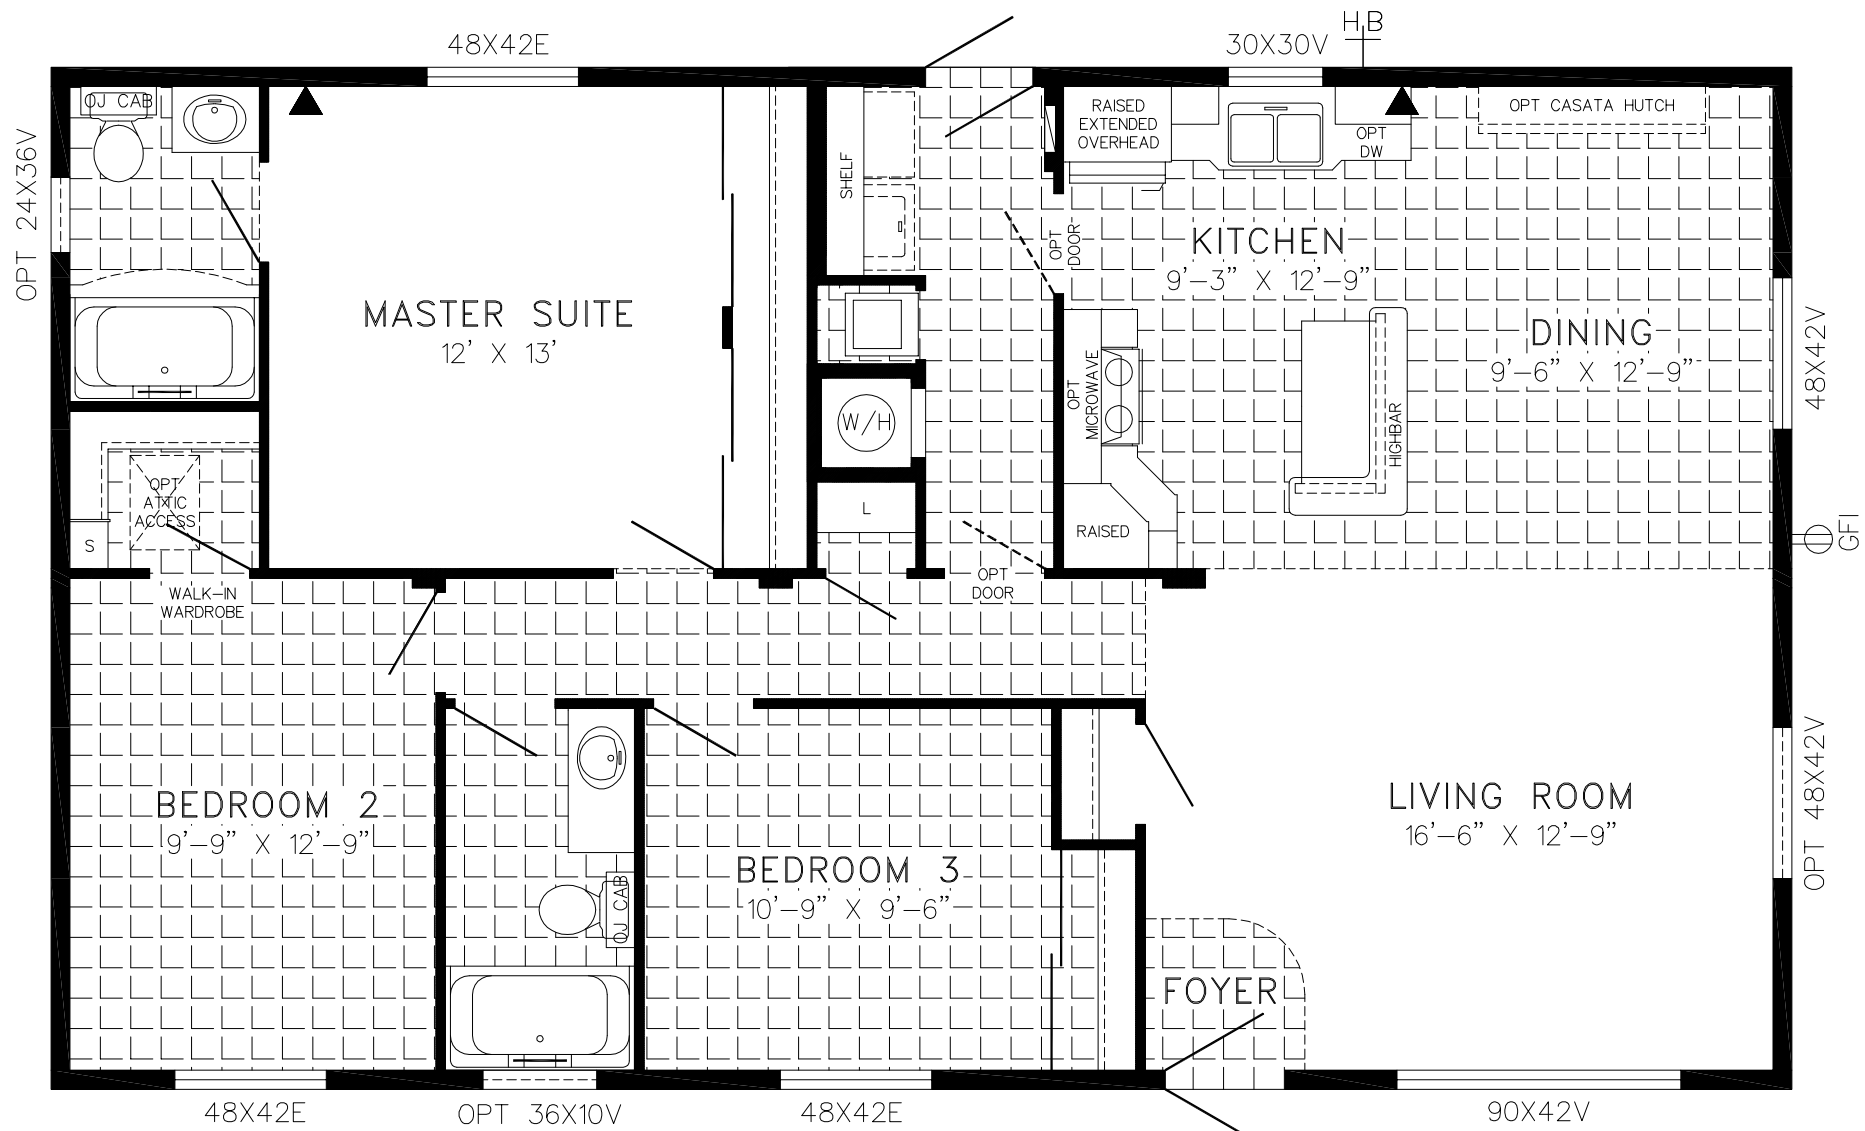 48X42E
30X30V
HB
OJ CAB
OPT 24X36V
SHELF
RAISED
EXTENDED
OVERHEAD
OPT
DW
OPT CASATA HUTCH
OPT
DOOR
KITCHEN
9'-3" X 12'-9"
MASTER SUITE
12' X 13'
DINING
9'-6" X 12'-9"
48X42V
OPT
MICROWAVE
HIGHBAR
W/H
OPT
ATTIC
ACCESS
S
L
RAISED
GFI
WALK-IN
WARDROBE
OPT
DOOR
BEDROOM 2
9'-9" X 12'-9"
LIVING ROOM
16'-6" X 12'-9"
OPT 48X42V
BEDROOM 3
10'-9" X 9'-6"
OJ CAB
FOYER
48X42E
OPT 36X10V
48X42E
90X42V